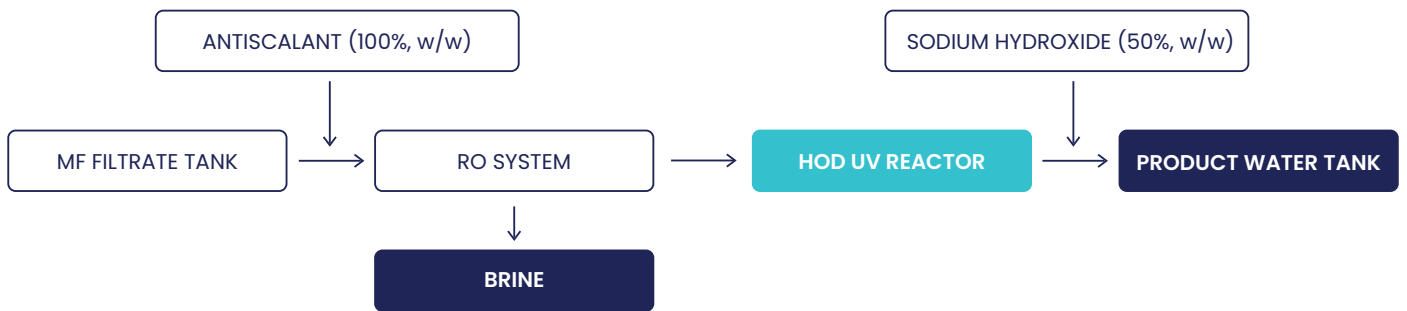 ANTISCALANT (100%, w/w)
SODIUM HYDROXIDE (50%, w/w)
MF FILTRATE TANK
RO SYSTEM
HOD UV REACTOR
PRODUCT WATER TANK
BRINE